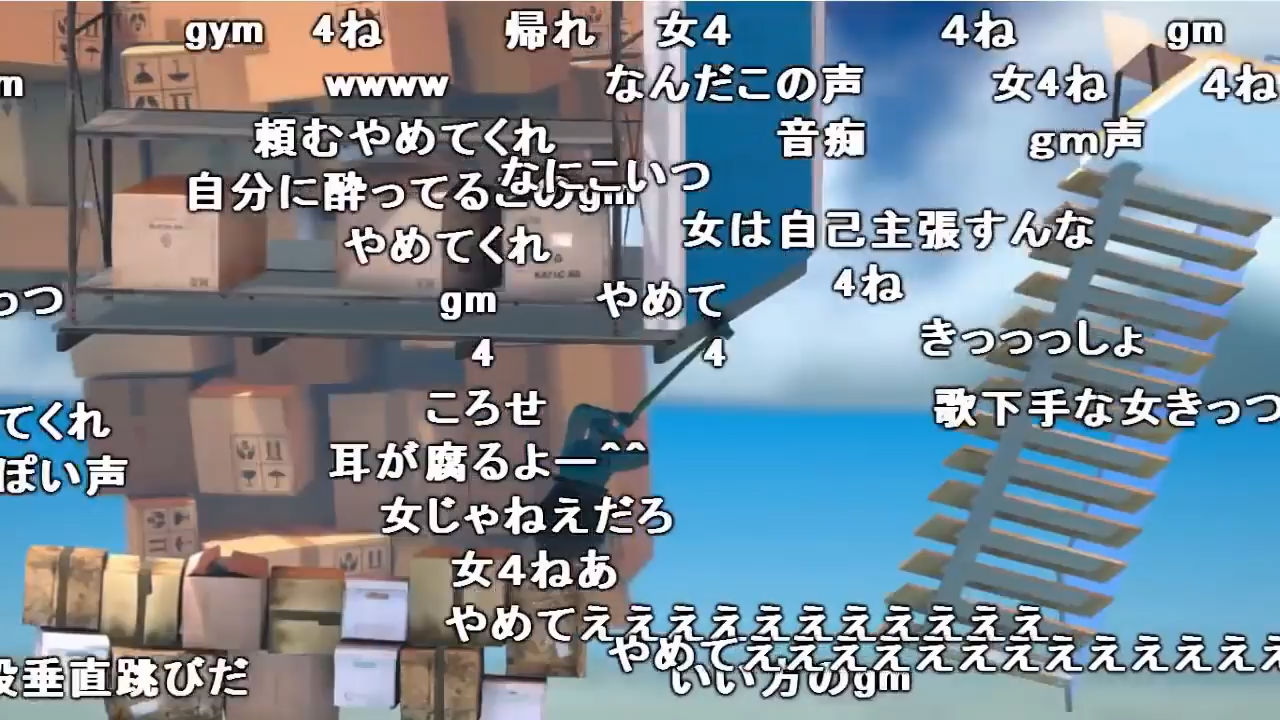 gym 4ね 帰れ 女4 4ね gm
m wwww なんだこの声 女4ね 4ね
頼むやめてくれ 音痴 gm声
なにこいつ
自分に酔ってるこのgm
やめてくれ 女は自己主張すんな
っつ gm やめて 4ね
4 4 きっっっしょ
てくれ ころせ 歌下手な女きっつ
ぽい声 耳が腐るよー^^
女じゃねえだろ
女4ねあ
やめてえええええええええええ
やめてえええええええええええええ
垂直跳びだ いい方のgm